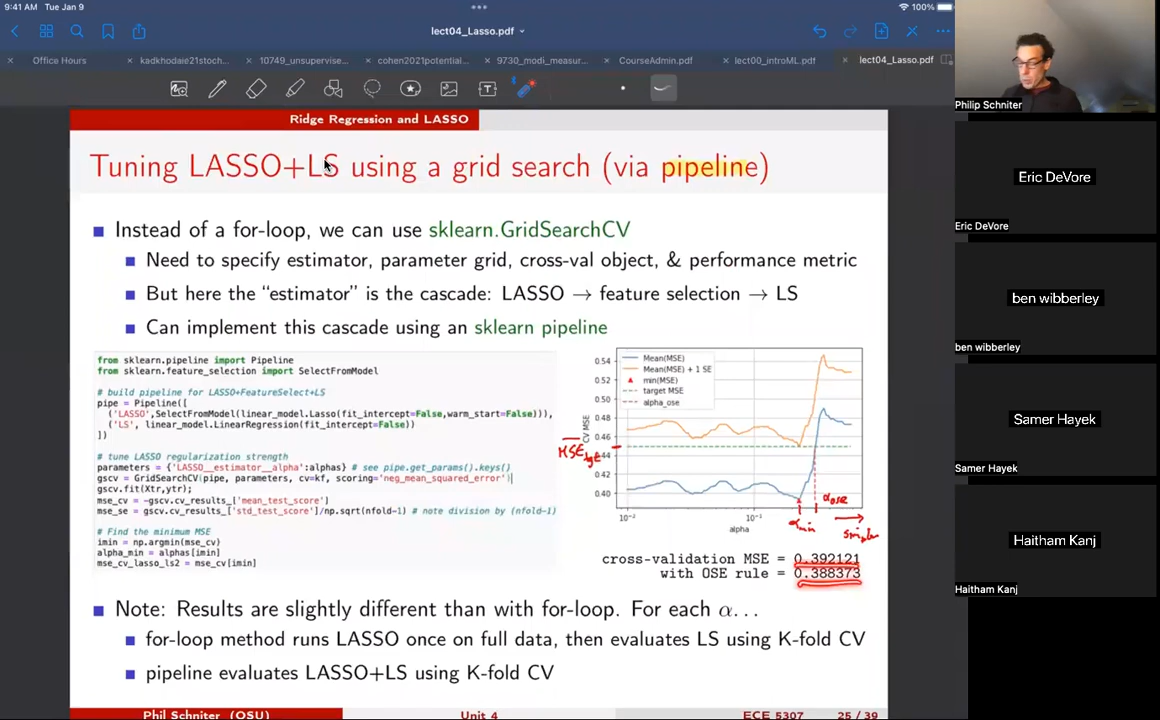 9:41 AM Tue Jan 9
100%
lect04_Lasso.pdf
Office Hours
kadkhodaie21stoch...
10749_unsupervise...
cohen2021potential...
9730_modi_measur...
CourseAdmin.pdf
lect00_introML.pdf
lect04_Lasso.pdf
Ridge Regression and LASSO
Tuning LASSO+LS using a grid search (via pipeline)
Instead of a for-loop, we can use sklearn.GridSearchCV
Need to specify estimator, parameter grid, cross-val object, & performance metric
But here the “estimator” is the cascade: LASSO → feature selection → LS
Can implement this cascade using an sklearn pipeline
from sklearn.pipeline import Pipeline
from sklearn.feature_selection import SelectFromModel
# build pipeline for LASSO+FeatureSelect+LS
pipe = Pipeline([
('LASSO',SelectFromModel(linear_model.Lasso(fit_intercept=False,warm_start=False))),
('LS', linear_model.LinearRegression(fit_intercept=False))
])
# tune LASSO regularization strength
parameters = {'LASSO__estimator__alpha':alphas} # see pipe.get_params().keys()
gscv = GridSearchCV(pipe, parameters, cv=kf, scoring='neg_mean_squared_error')
gscv.fit(Xtr,ytr);
mse_cv = -gscv.cv_results_['mean_test_score']
mse_se = gscv.cv_results_['std_test_score']/np.sqrt(nfold-1) # note division by (nfold-1)
# Find the minimum MSE
imin = np.argmin(mse_cv)
alpha_min = alphas[imin]
mse_cv_lasso_ls2 = mse_cv[imin]
Mean(MSE)
Mean(MSE) + 1 SE
min(MSE)
target MSE
alpha_ose
0.54
0.52
0.50
0.48
0.46
0.44
0.42
0.40
CV MSE
MSE tgt
10⁻²
10⁻¹
alpha
α min
α ose
simpler
cross-validation MSE = 0.392121
with OSE rule = 0.388373
Note: Results are slightly different than with for-loop. For each α...
for-loop method runs LASSO once on full data, then evaluates LS using K-fold CV
pipeline evaluates LASSO+LS using K-fold CV
Phil Schniter (OSU)
Unit 4
ECE 5307
25 / 39
Philip Schniter
Eric DeVore
Eric DeVore
ben wibberley
ben wibberley
Samer Hayek
Samer Hayek
Haitham Kanj
Haitham Kanj